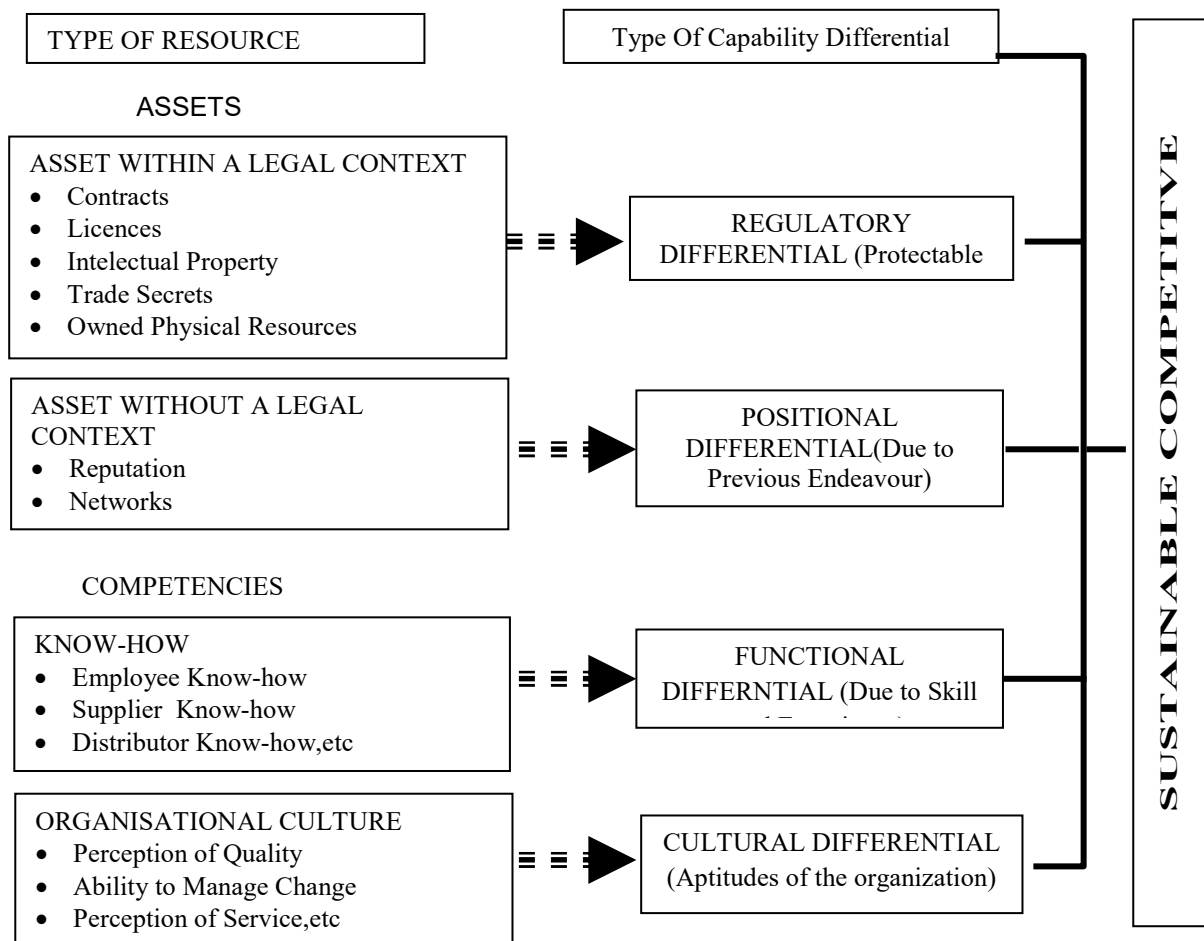 TYPE OF RESOURCE
Type Of Capability Differential
ASSETS
ASSET WITHIN A LEGAL CONTEXT
• Contracts
• Licences
• Intelectual Property
• Trade Secrets
• Owned Physical Resources
REGULATORY
DIFFERENTIAL (Protectable
ASSET WITHOUT A LEGAL
CONTEXT
• Reputation
• Networks
POSITIONAL
DIFFERENTIAL(Due to
Previous Endeavour)
COMPETENCIES
KNOW-HOW
• Employee Know-how
• Supplier Know-how
• Distributor Know-how,etc
FUNCTIONAL
DIFFERNTIAL (Due to Skill
ORGANISATIONAL CULTURE
• Perception of Quality
• Ability to Manage Change
• Perception of Service,etc
CULTURAL DIFFERENTIAL
(Aptitudes of the organization)
SUSTAINABLE COMPETITIVE